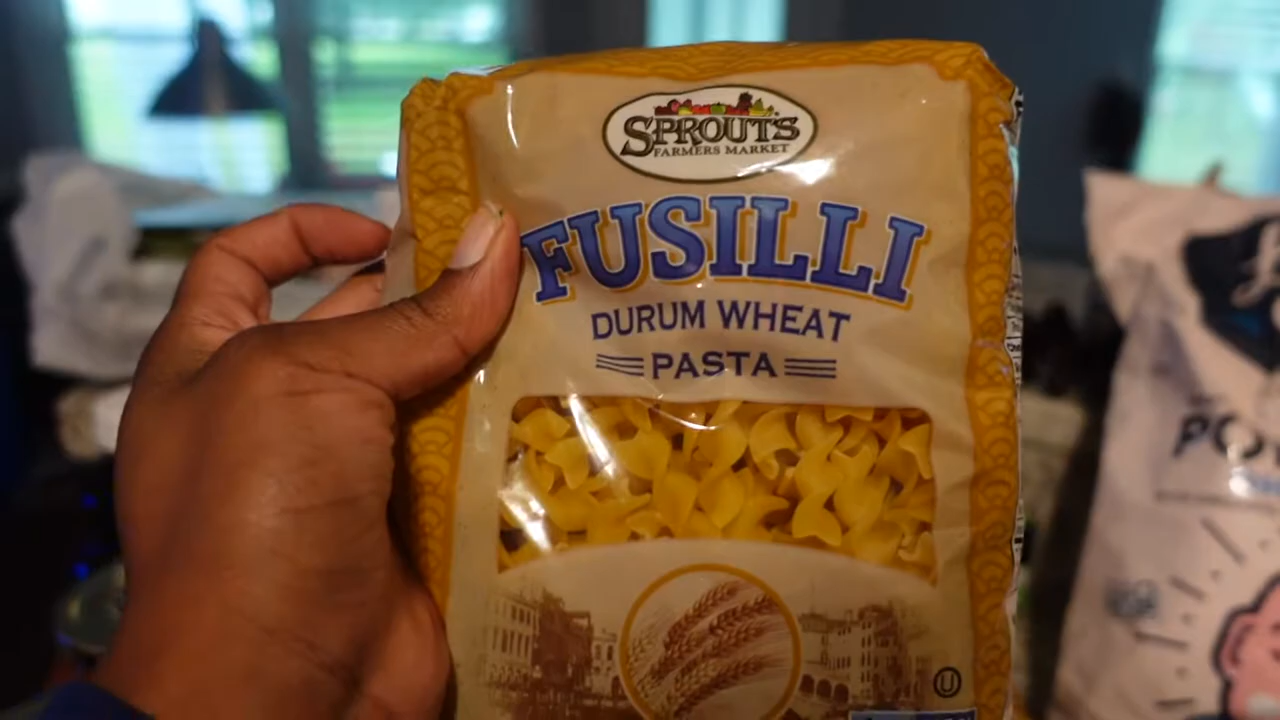 SPROUTS
FARMERS MARKET
FUSILLI
DURUM WHEAT
PASTA
U